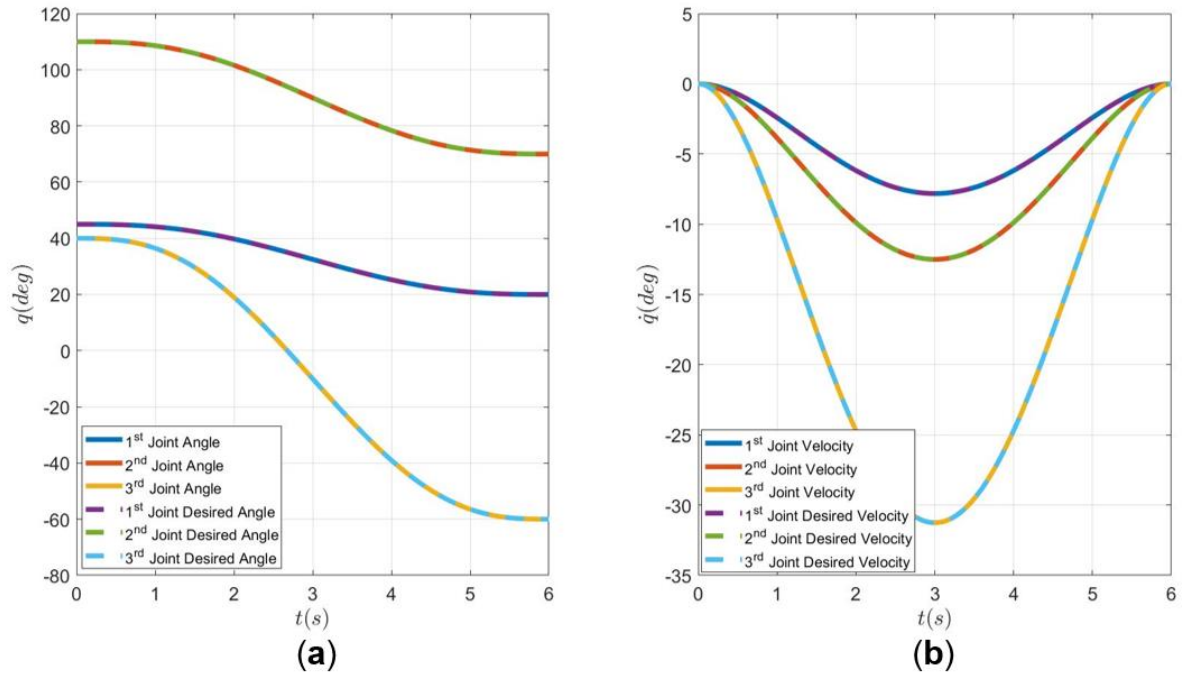 120
100
80
60
40
20
0
-20
-40
-60
-80
q(deg)
0 1 2 3 4 5 6
t(s)
1st Joint Angle
2nd Joint Angle
3rd Joint Angle
1st Joint Desired Angle
2nd Joint Desired Angle
3rd Joint Desired Angle
(a)
5
0
-5
-10
-15
-20
-25
-30
-35
q̇(deg)
0 1 2 3 4 5 6
t(s)
1st Joint Velocity
2nd Joint Velocity
3rd Joint Velocity
1st Joint Desired Velocity
2nd Joint Desired Velocity
3rd Joint Desired Velocity
(b)